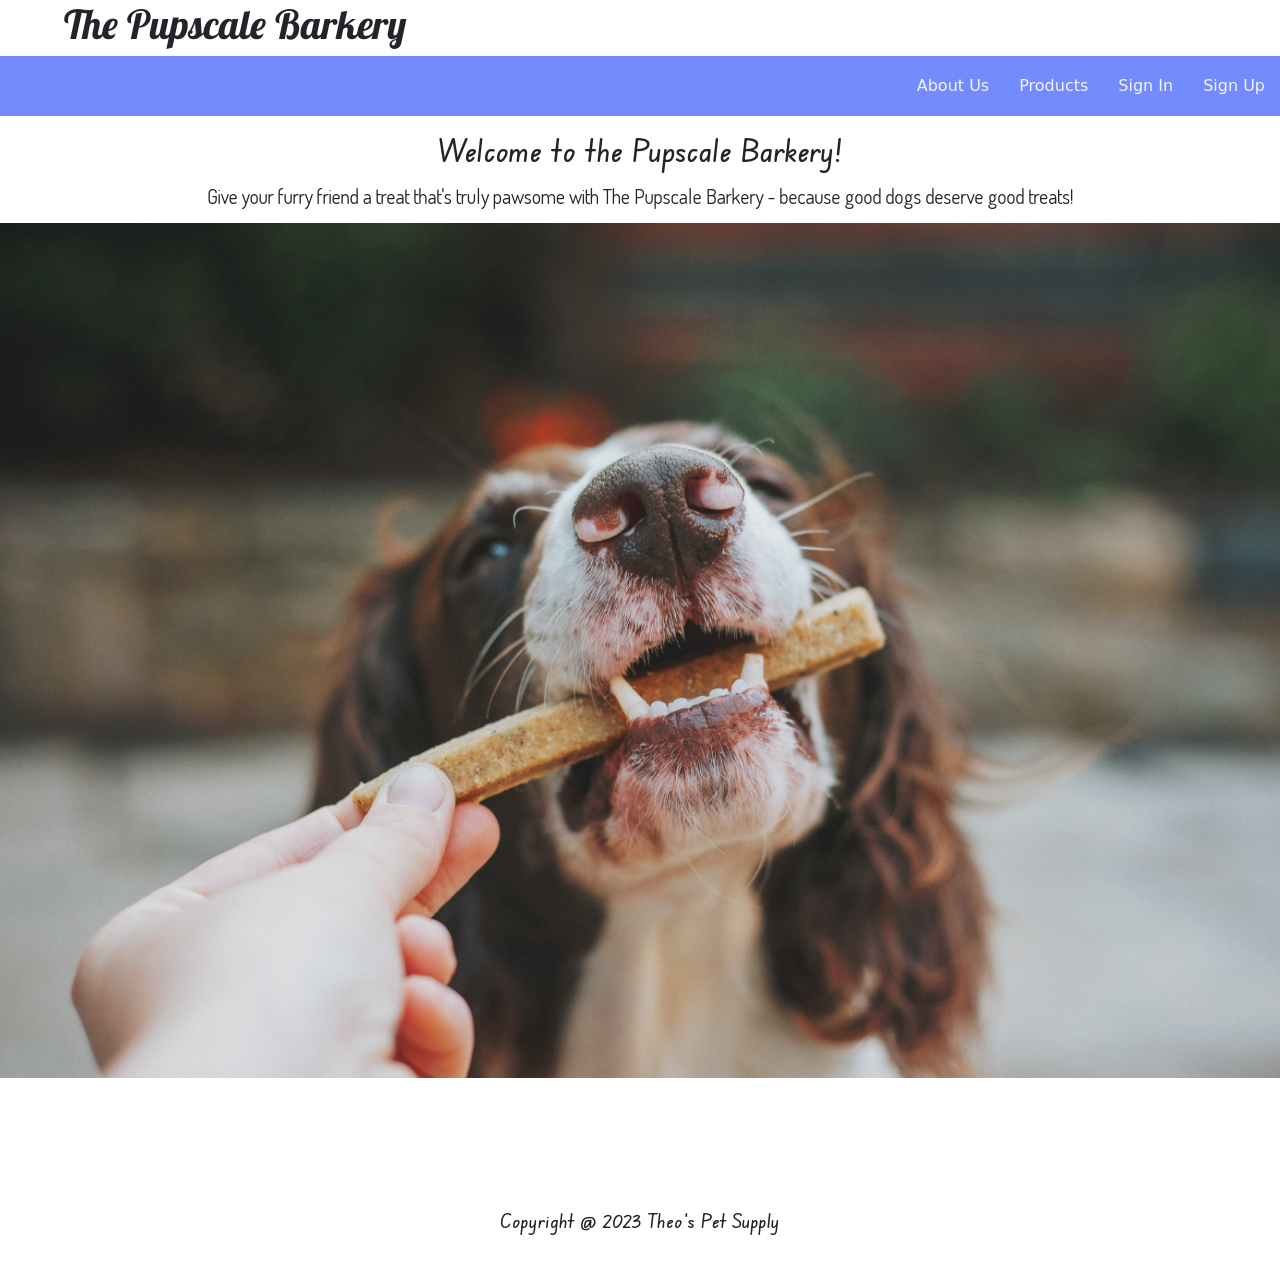 The Pupscale Barkery
About Us Products Sign In Sign Up
Welcome to the Pupscale Barkery!
Give your furry friend a treat that's truly pawsome with The Pupscale Barkery - because good dogs deserve good treats!
Copyright @ 2023 Theo's Pet Supply